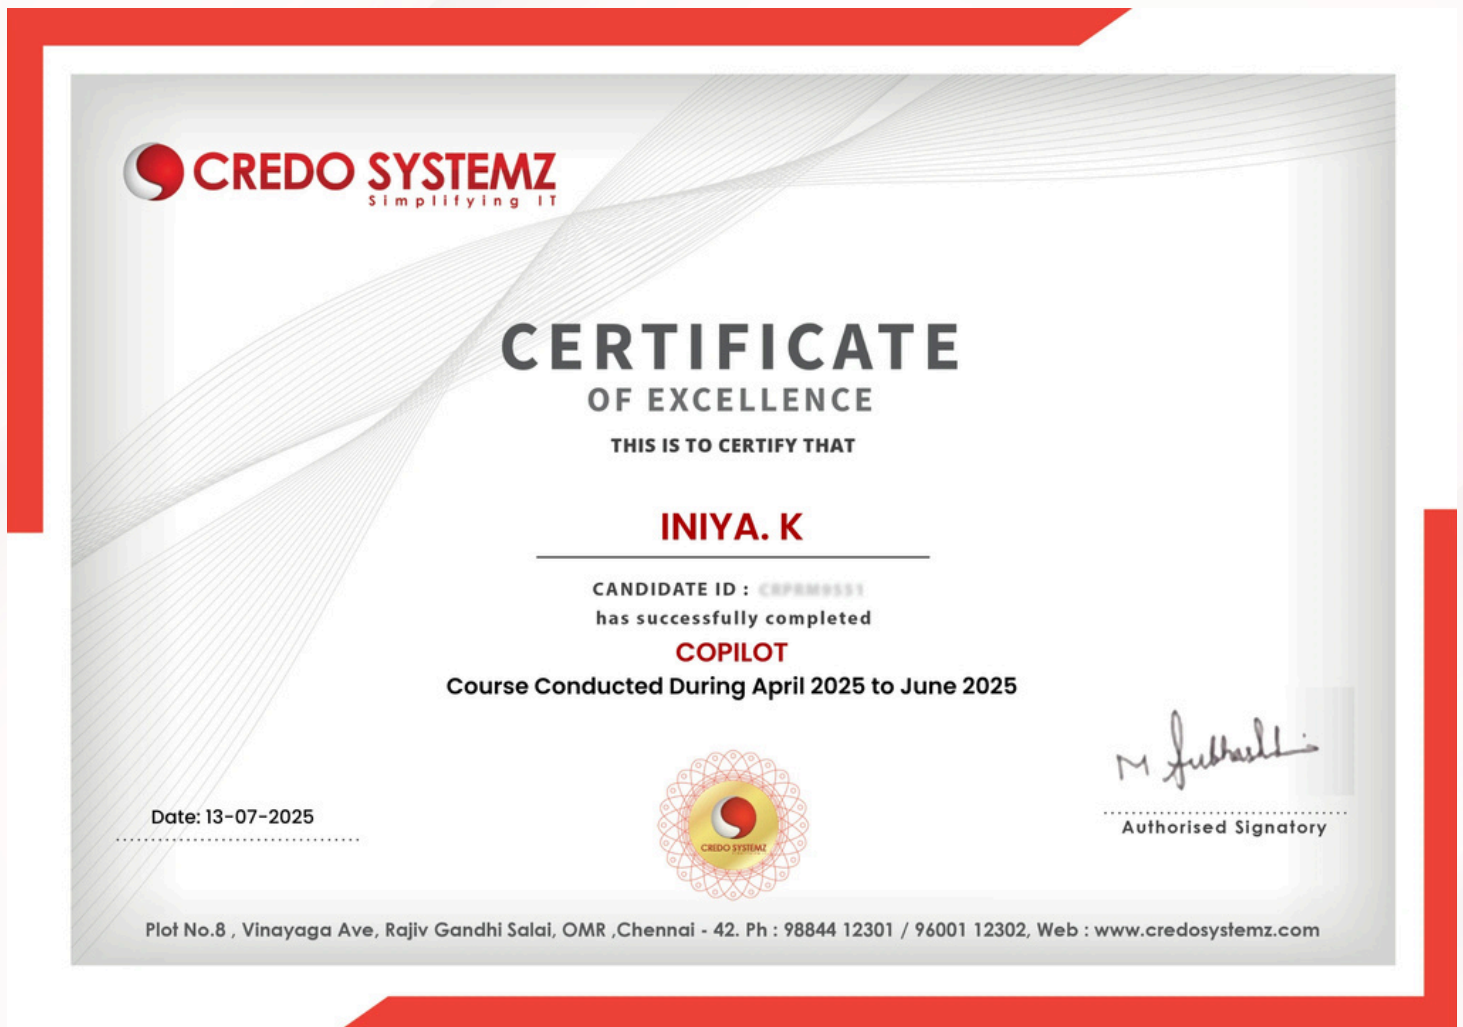 CREDO SYSTEMZ
Simplifying IT
CERTIFICATE
OF EXCELLENCE
THIS IS TO CERTIFY THAT
INIYA. K
CANDIDATE ID :
has successfully completed
COPILOT
Course Conducted During April 2025 to June 2025
Date: 13-07-2025
CREDO SYSTEMZ
Authorised Signatory
Plot No.8 , Vinayaga Ave, Rajiv Gandhi Salai, OMR ,Chennai - 42. Ph : 98844 12301 / 96001 12302, Web : www.credosystemz.com